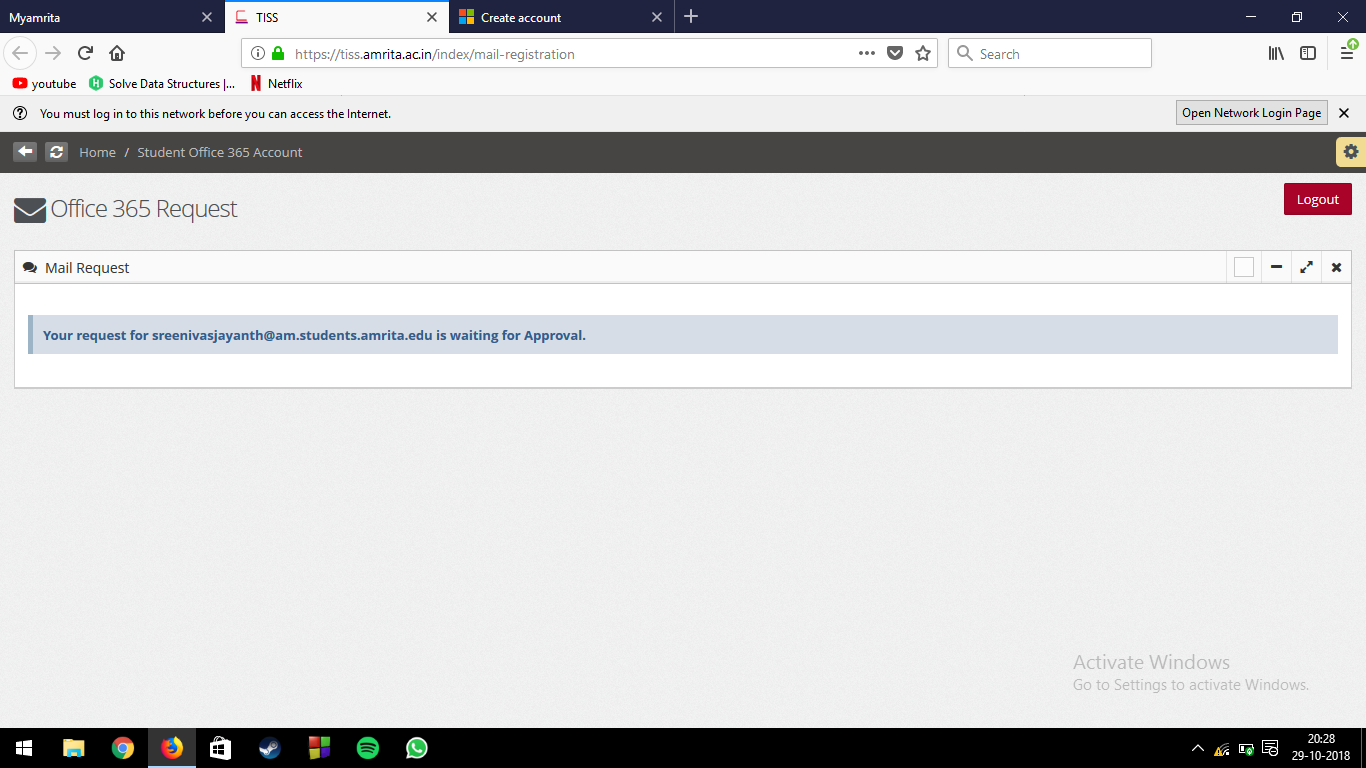 Myamrita
TISS
Create account
https://tiss.amrita.ac.in/index/mail-registration
Search
youtube
Solve Data Structures |...
Netflix
You must log in to this network before you can access the Internet.
Open Network Login Page
Home / Student Office 365 Account
Office 365 Request
Logout
Mail Request
Your request for sreenivasjayanth@am.students.amrita.edu is waiting for Approval.
Activate Windows
Go to Settings to activate Windows.
20:28
29-10-2018